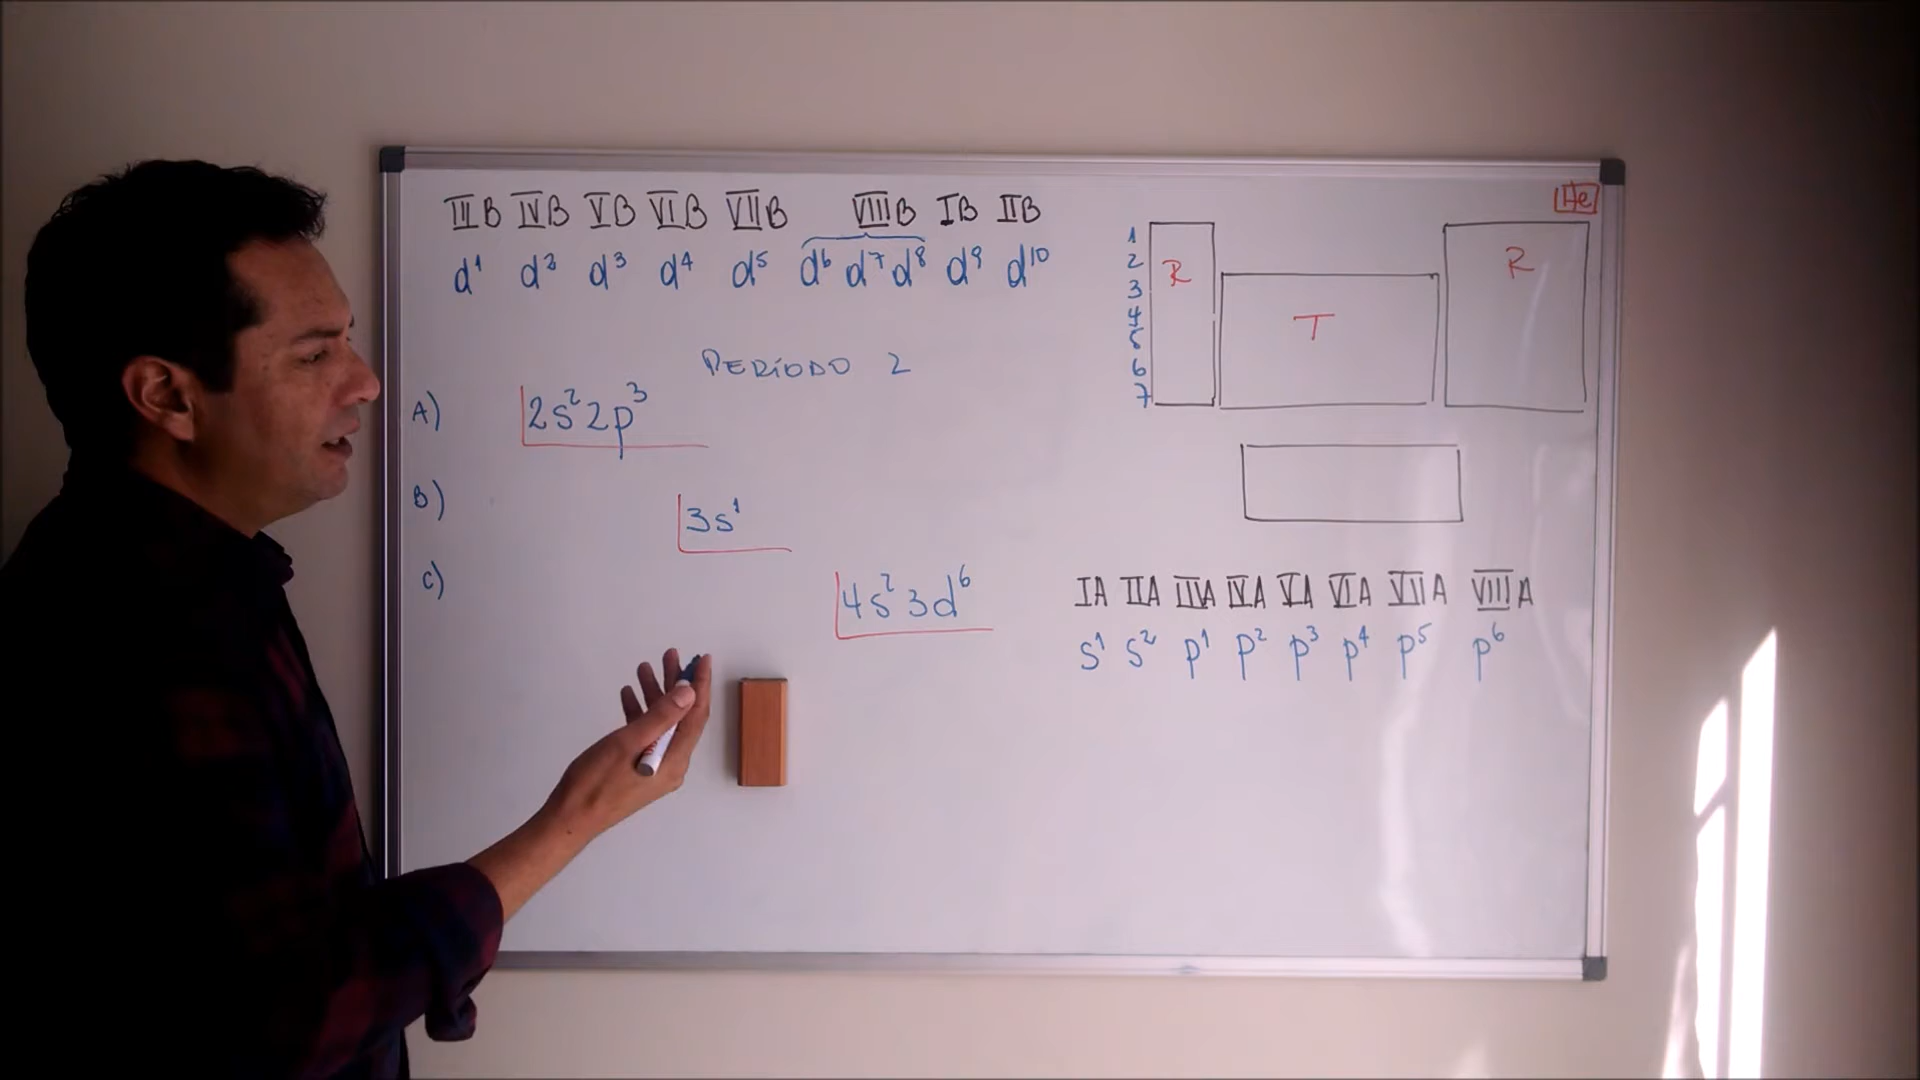 IIIB IVB VB VIB VIIB VIIIB IB IIB
d¹ d² d³ d⁴ d⁵ d⁶ d⁷ d⁸ d⁹ d¹⁰
PERÍODO 2
A) 2s²2p³
B) 3s¹
C) 4s²3d⁶
He
1
2
3
4
5
6
7
R
T
R
IA IIA IIIA IVA VA VIA VIIA VIIIA
s¹ s² p¹ p² p³ p⁴ p⁵ p⁶